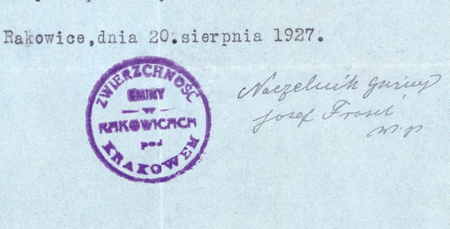 Rakowice,dnia 20.sierpnia 1927.
ZWIERZCHNOŚĆ
GMINY
w
RAKOWICACH
pod
KRAKOWEM
Naczelnik gminy
Józef